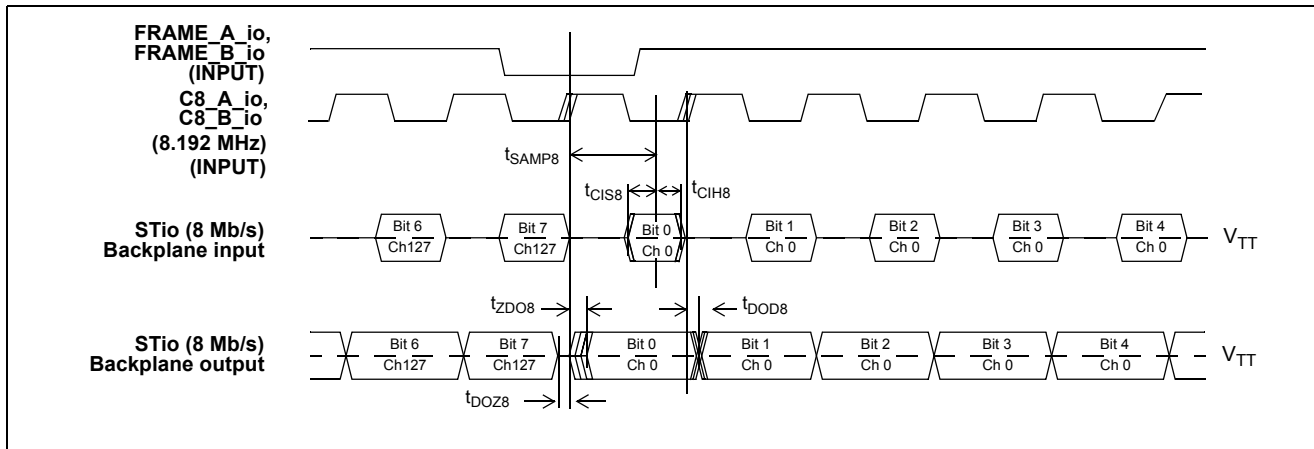 FRAME_A_io,
FRAME_B_io
(INPUT)
C8_A_io,
C8_B_io
(8.192 MHz)
(INPUT)
tSAMP8
tCIS8
tCIH8
STio (8 Mb/s)
Backplane input
Bit 6
Ch127
Bit 7
Ch127
Bit 0
Ch 0
Bit 1
Ch 0
Bit 2
Ch 0
Bit 3
Ch 0
Bit 4
Ch 0
VTT
tZDO8
tDOD8
STio (8 Mb/s)
Backplane output
Bit 6
Ch127
Bit 7
Ch127
Bit 0
Ch 0
Bit 1
Ch 0
Bit 2
Ch 0
Bit 3
Ch 0
Bit 4
Ch 0
VTT
tDOZ8